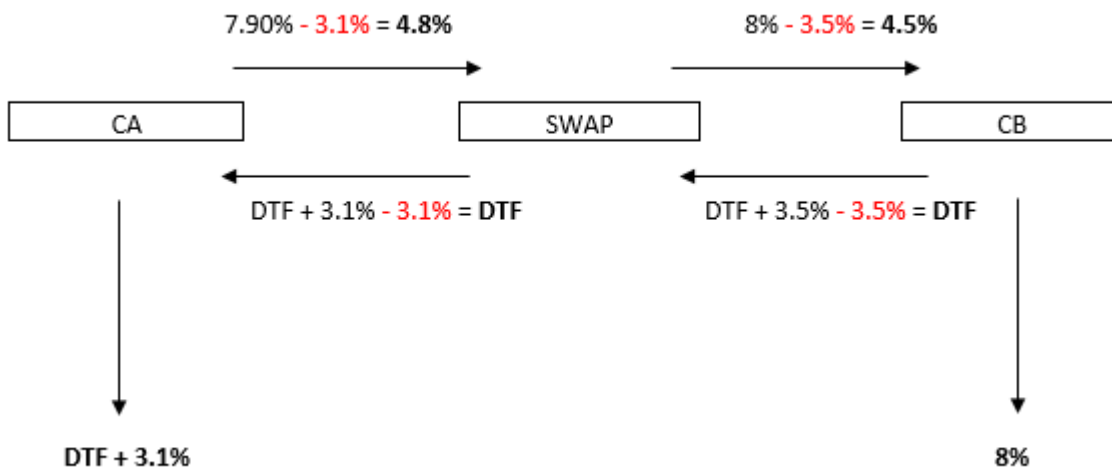 7.90% - 3.1% = 4.8%
8% - 3.5% = 4.5%
CA
SWAP
CB
DTF + 3.1% - 3.1% = DTF
DTF + 3.5% - 3.5% = DTF
DTF + 3.1%
8%